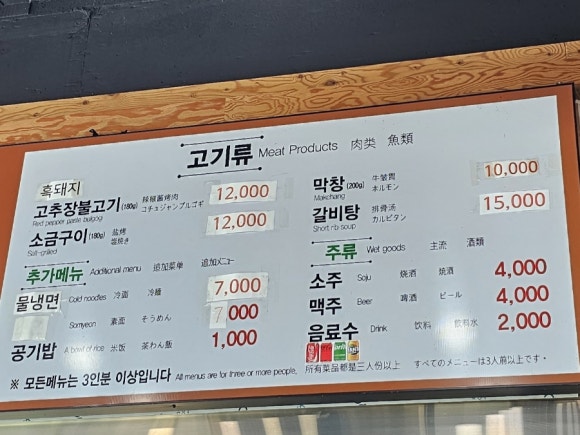 고기류 Meat Products 肉类 魚類
흑돼지
고추장불고기 (180g) 辣椒醬烤肉 コチュジャンプルゴギ 12,000
Red pepper paste bulgogi
소금구이 (180g) 盐烤 塩焼き 12,000
Salt-grilled
추가메뉴 Additional menu 追加菜单 追加メニュー
물냉면 Cold noodles 冷面 冷麺 7,000
Somyeon 素面 そうめん 7,000
공기밥 A bowl of rice 米饭 茶わん飯 1,000
막창 (200g) 牛皱胃 ホルモン 10,000
Makchang
갈비탕 排骨汤 カルビタン 15,000
Short rib soup
주류 Wet goods 主流 酒類
소주 Soju 烧酒 焼酒 4,000
맥주 Beer 啤酒 ビール 4,000
음료수 Drink 饮料 飲料水 2,000
※ 모든메뉴는 3인분 이상입니다 All menus are for three or more people, 所有菜品都是三人份以上 すべてのメニューは3人前以上です・